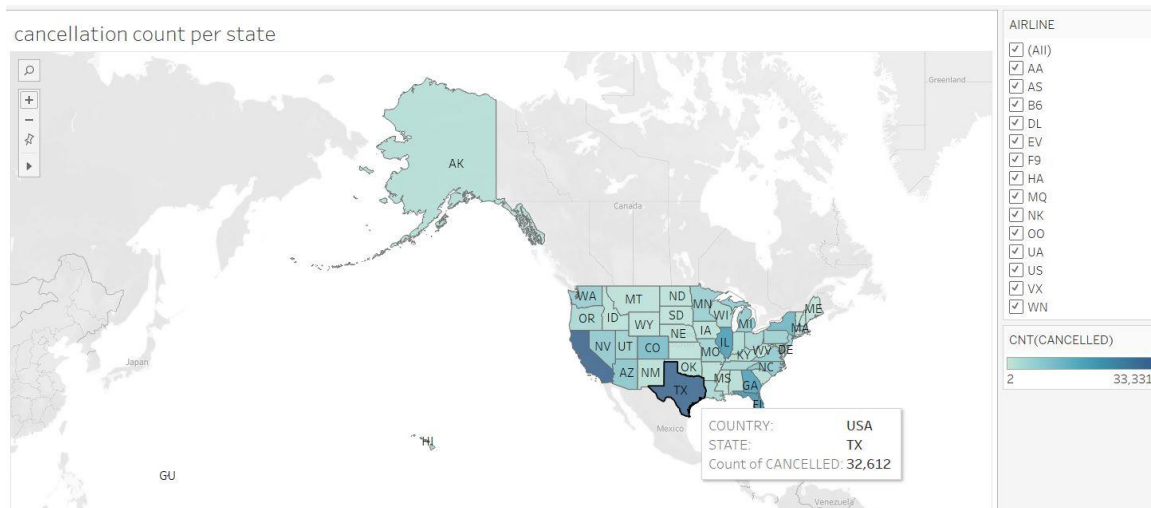 cancellation count per state
Greenland
AK
Canada
WA
MT
ND
MN
ME
OR
ID
SD
WI
MI
WY
MA
NE
IA
IL
DE
NV
UT
CO
MO
KY
WV
NC
AZ
NM
OK
MS
GA
TX
FL
Japan
Mexico
HI
GU
Venezuela
COUNTRY: USA
STATE: TX
Count of CANCELLED: 32,612
AIRLINE
(All)
AA
AS
B6
DL
EV
F9
HA
MQ
NK
OO
UA
US
VX
WN
CNT(CANCELLED)
2 33,331